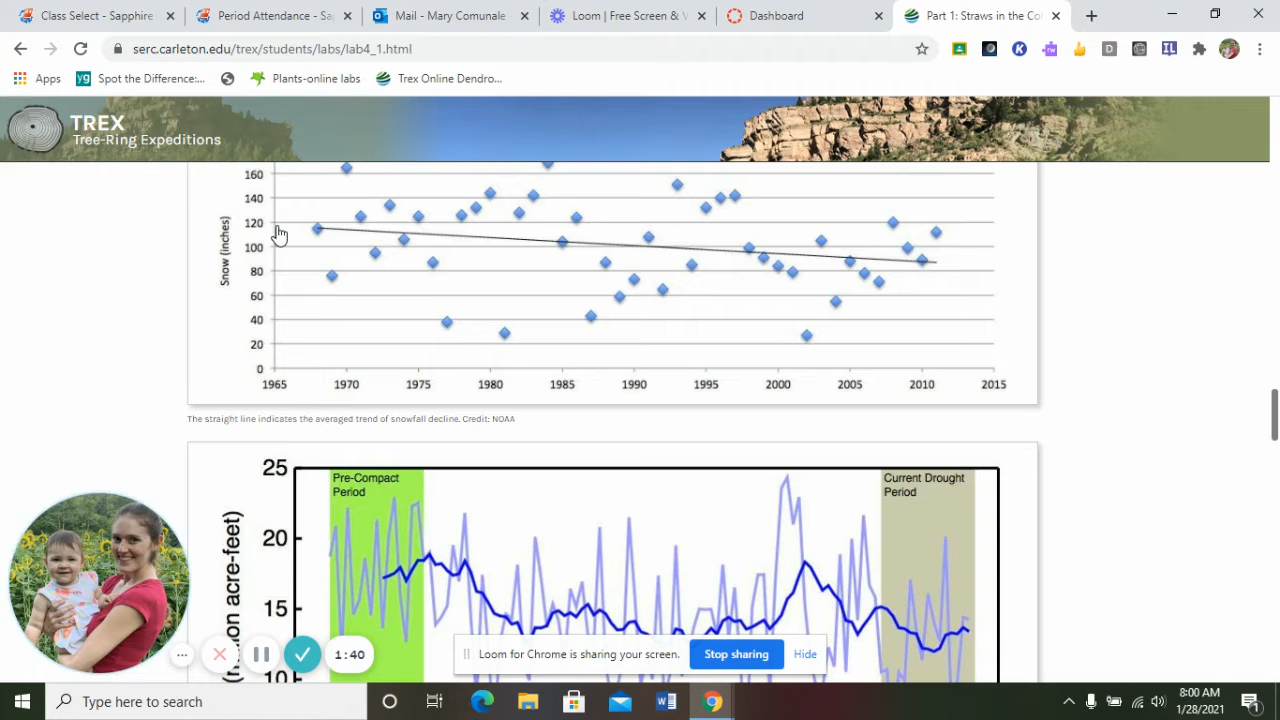 Class Select - Sapphire
Period Attendance - Sa
Mail - Mary Comunale
Loom | Free Screen & V
Dashboard
Part 1: Straws in the Co
serc.carleton.edu/trex/students/labs/lab4_1.html
Apps
Spot the Difference:...
Plants-online labs
Trex Online Dendro...
TREX
Tree-Ring Expeditions
160
140
120
100
80
60
40
20
0
Snow (inches)
1965 1970 1975 1980 1985 1990 1995 2000 2005 2010 2015
The straight line indicates the averaged trend of snowfall decline. Credit: NOAA
25
20
15
10
Pre-Compact
Period
Current Drought
Period
on acre-feet)
1:40
Loom for Chrome is sharing your screen.
Stop sharing
Hide
Type here to search
8:00 AM
1/28/2021